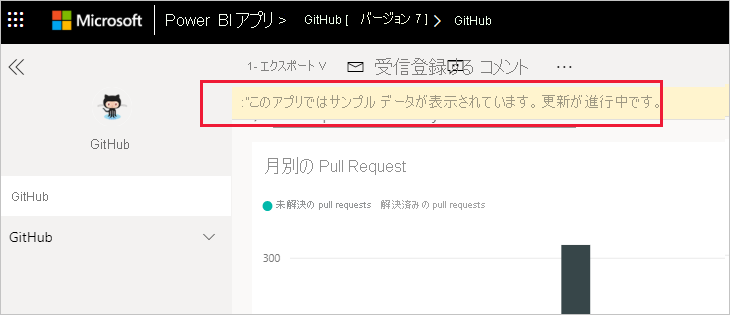 Microsoft Power BIアプリ > GitHub [ バージョン 7 ] > GitHub
1- エクスポート ∨ 受信登録する コメント ...
:"このアプリではサンプル データが表示されています。更新が進行中です。
GitHub
月別の Pull Request
GitHub
未解決の pull requests 解決済みの pull requests
GitHub
300